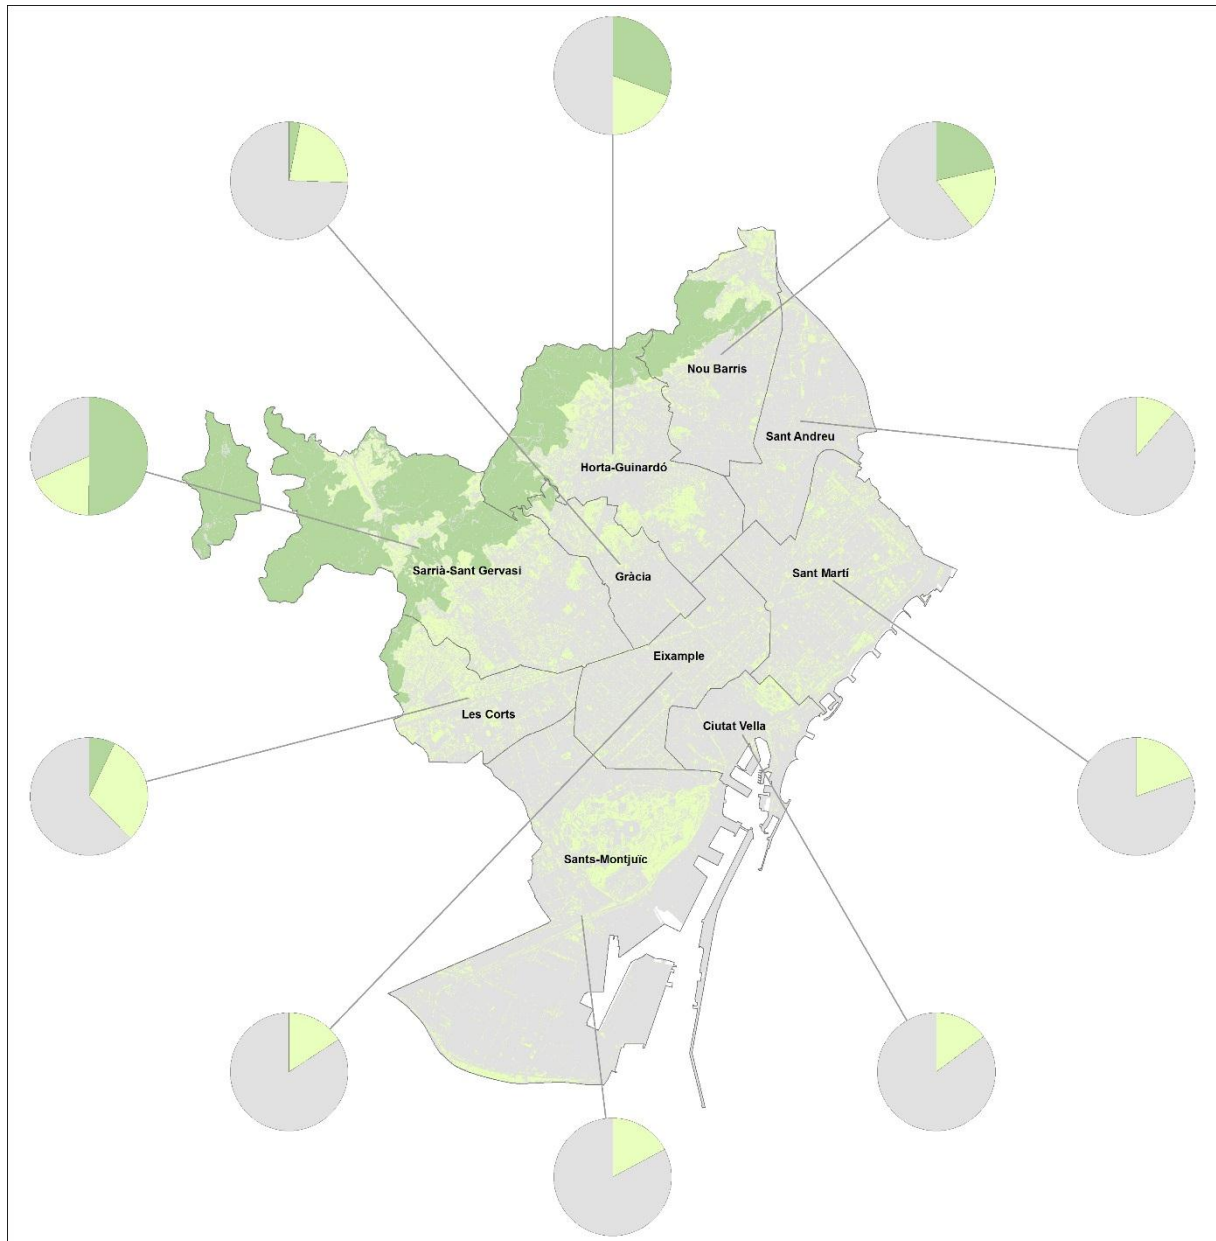 Nou Barris
Sant Andreu
Horta-Guinardó
Sarrià-Sant Gervasi
Gràcia
Sant Martí
Eixample
Les Corts
Ciutat Vella
Sants-Montjuïc